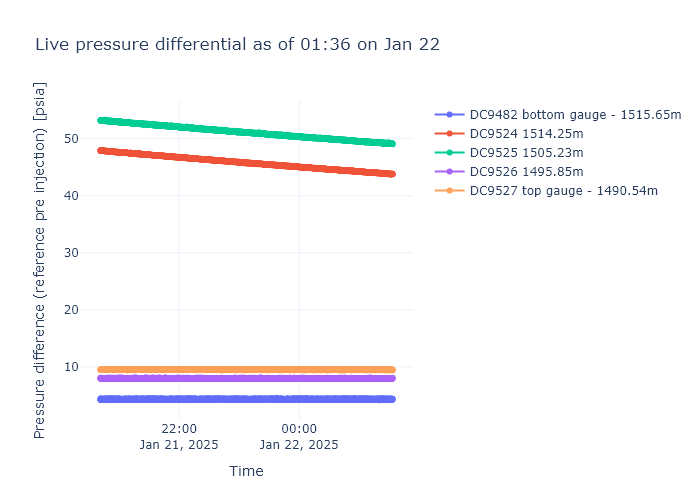 Live pressure differential as of 01:36 on Jan 22
Pressure difference (reference pre injection) [psia]
50
40
30
20
10
22:00
Jan 21, 2025
00:00
Jan 22, 2025
Time
DC9482 bottom gauge - 1515.65m
DC9524 1514.25m
DC9525 1505.23m
DC9526 1495.85m
DC9527 top gauge - 1490.54m